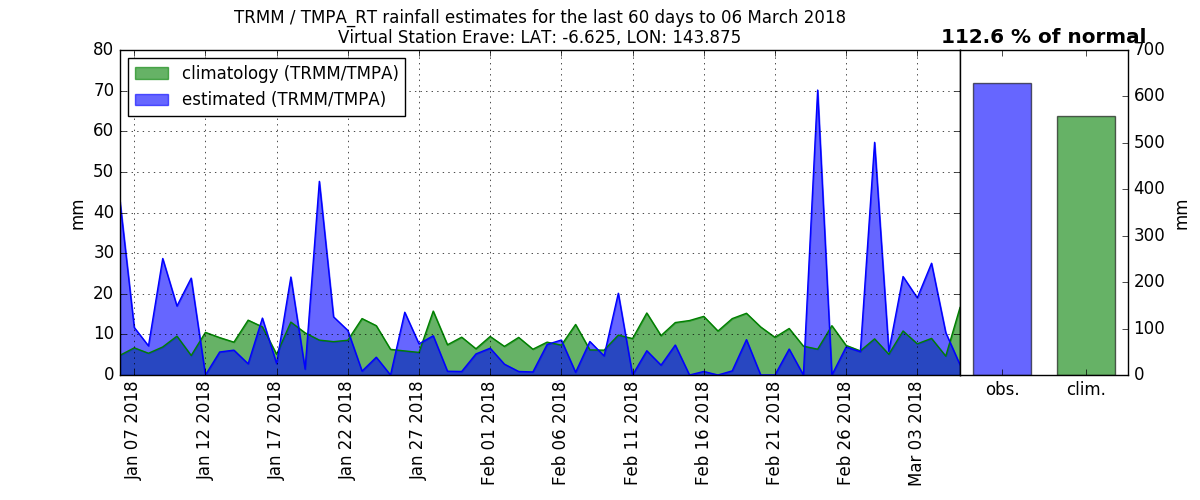 TRMM / TMPA_RT rainfall estimates for the last 60 days to 06 March 2018
Virtual Station Erave: LAT: -6.625, LON: 143.875
112.6 % of normal
climatology (TRMM/TMPA)
estimated (TRMM/TMPA)
80
70
60
50
40
30
20
10
0
mm
Jan 07 2018
Jan 12 2018
Jan 17 2018
Jan 22 2018
Jan 27 2018
Feb 01 2018
Feb 06 2018
Feb 11 2018
Feb 16 2018
Feb 21 2018
Feb 26 2018
Mar 03 2018
700
600
500
400
300
200
100
0
mm
obs.
clim.